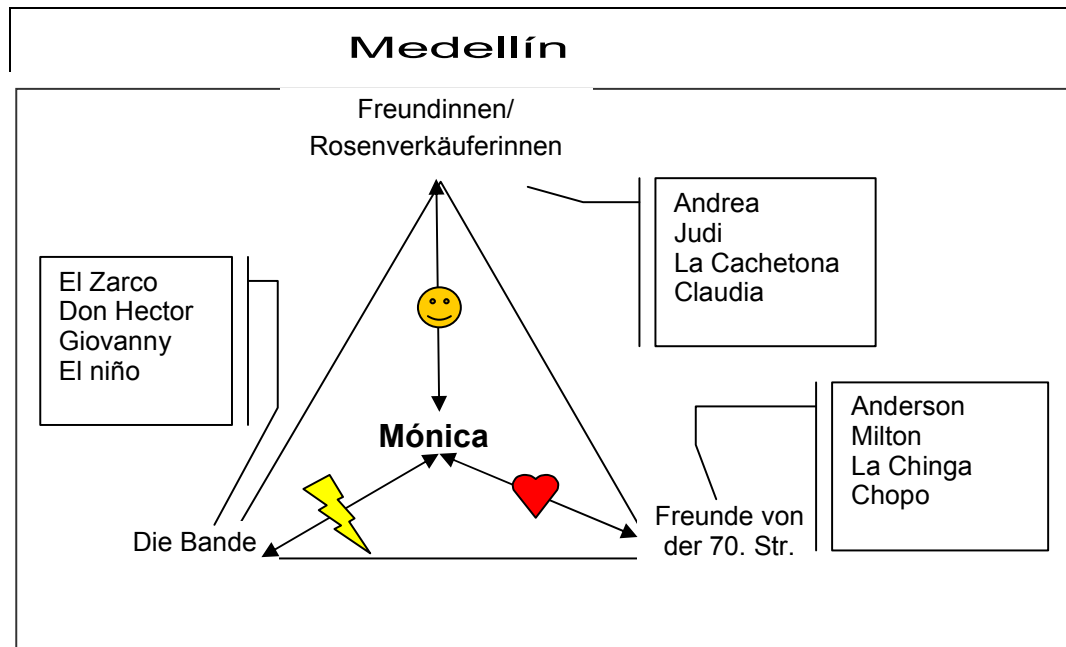 Medellín
Freundinnen/
Rosenverkäuferinnen
Andrea
Judi
La Cachetona
Claudia
El Zarco
Don Hector
Giovanny
El niño
Mónica
Anderson
Milton
La Chinga
Chopo
Die Bande
Freunde von
der 70. Str.